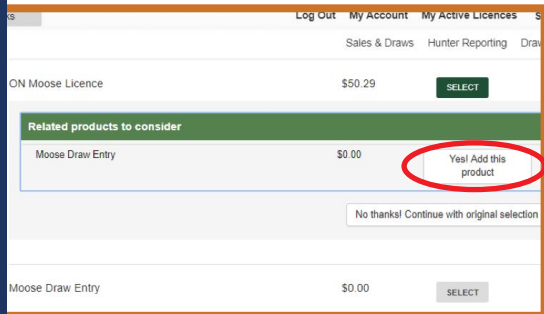 Log Out My Account My Active Licences
Sales & Draws Hunter Reporting
ON Moose Licence $50.29 SELECT
Related products to consider
Moose Draw Entry $0.00 Yes! Add this
product
No thanks! Continue with original selection
Moose Draw Entry $0.00 SELECT